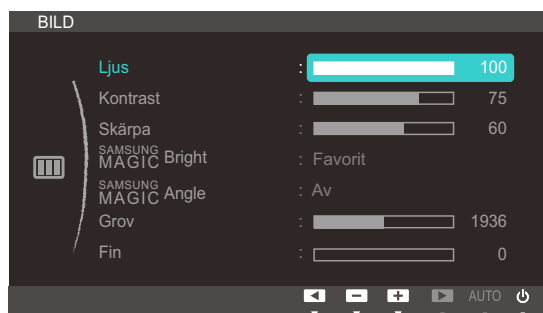 BILD
Ljus : 100
Kontrast : 75
Skärpa : 60
SAMSUNG MAGIC Bright : Favorit
SAMSUNG MAGIC Angle : Av
Grov : 1936
Fin : 0
AUTO